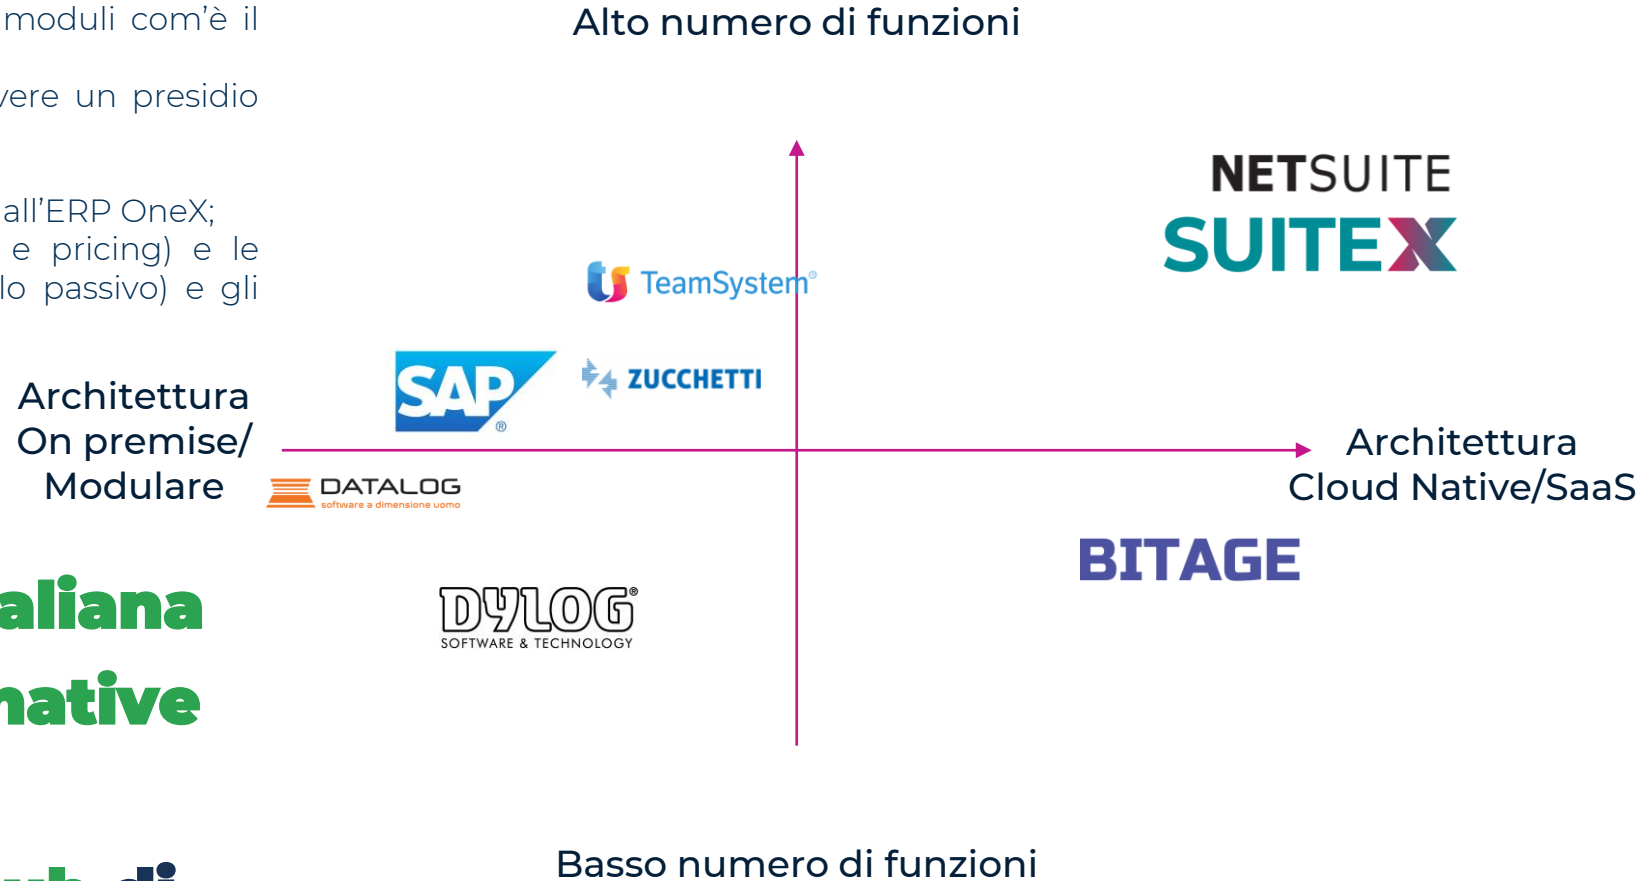 moduli com'è il
vere un presidio
all'ERP OneX;
e pricing) e le
lo passivo) e gli
Alto numero di funzioni
NETSUITE
SUITEX
TeamSystem®
SAP®
ZUCCHETTI
Architettura
On premise/
Modulare
Architettura
Cloud Native/SaaS
DATALOG
software a dimensione uomo
BITAGE
DYLOG®
SOFTWARE & TECHNOLOGY
aliana
native
di
Basso numero di funzioni